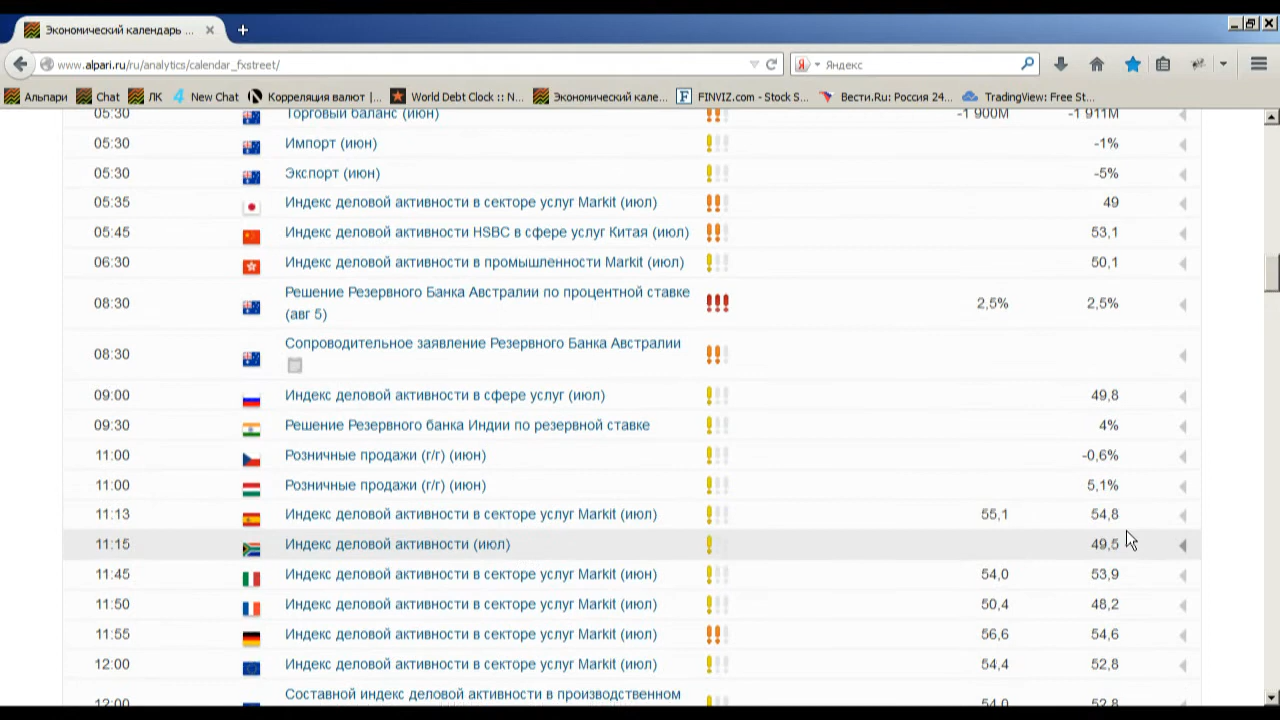 Экономический календарь ...
www.alpari.ru/ru/analytics/calendar_fxstreet/
Яндекс
Альпари Chat ЛК New Chat Корреляция валют |... World Debt Clock :: N... Экономический кале... FINVIZ.com - Stock S... Вести.Ru: Россия 24... TradingView: Free St...
05:30 Торговый баланс (июн) -1 900M -1 911M
05:30 Импорт (июн) -1%
05:30 Экспорт (июн) -5%
05:35 Индекс деловой активности в секторе услуг Markit (июл) 49
05:45 Индекс деловой активности HSBC в сфере услуг Китая (июл) 53,1
06:30 Индекс деловой активности в промышленности Markit (июл) 50,1
08:30 Решение Резервного Банка Австралии по процентной ставке 2,5% 2,5%
(авг 5)
08:30 Сопроводительное заявление Резервного Банка Австралии
09:00 Индекс деловой активности в сфере услуг (июл) 49,8
09:30 Решение Резервного банка Индии по резервной ставке 4%
11:00 Розничные продажи (г/г) (июн) -0,6%
11:00 Розничные продажи (г/г) (июн) 5,1%
11:13 Индекс деловой активности в секторе услуг Markit (июл) 55,1 54,8
11:15 Индекс деловой активности (июл) 49,5
11:45 Индекс деловой активности в секторе услуг Markit (июн) 54,0 53,9
11:50 Индекс деловой активности в секторе услуг Markit (июл) 50,4 48,2
11:55 Индекс деловой активности в секторе услуг Markit (июл) 56,6 54,6
12:00 Индекс деловой активности в секторе услуг Markit (июл) 54,4 52,8
Составной индекс деловой активности в производственном
12:00 54,0 52,8